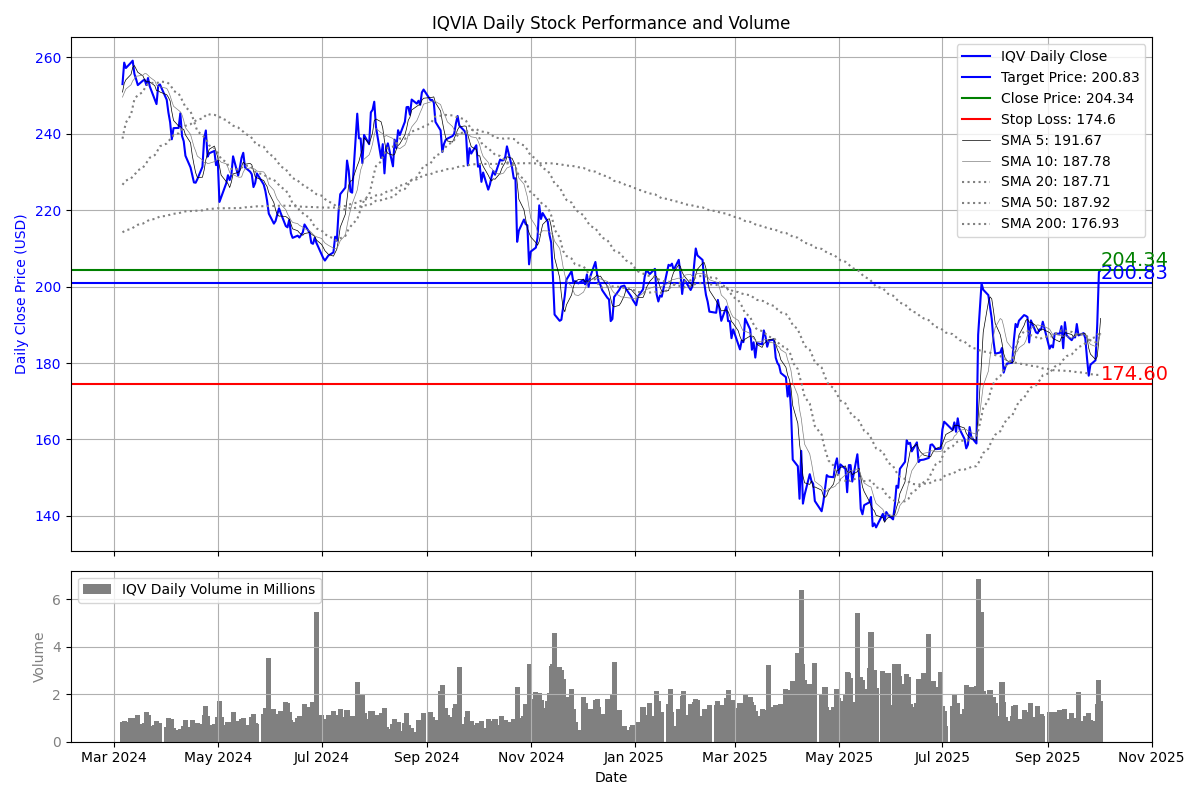 IQVIA Daily Stock Performance and Volume
Daily Close Price (USD)
260
240
220
200
180
160
140
IQV Daily Close
Target Price: 200.83
Close Price: 204.34
Stop Loss: 174.6
SMA 5: 191.67
SMA 10: 187.78
SMA 20: 187.71
SMA 50: 187.92
SMA 200: 176.93
204.34
200.83
174.60
IQV Daily Volume in Millions
Volume
6
4
2
0
Mar 2024 May 2024 Jul 2024 Sep 2024 Nov 2024 Jan 2025 Mar 2025 May 2025 Jul 2025 Sep 2025 Nov 2025
Date